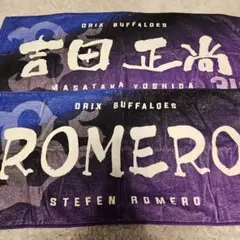 ORIX BUFFALOES
吉田正尚
MASATAKA YOSHIDA
ORIX BUFFALOES
ROMERO
STEFEN ROMERO